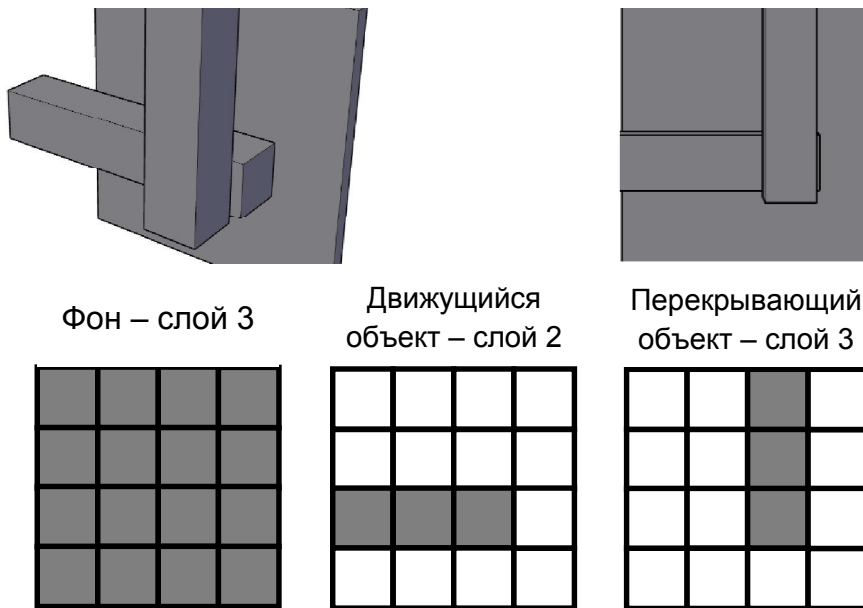 Фон – слой 3
Движущийся
объект – слой 2
Перекрывающий
объект – слой 3